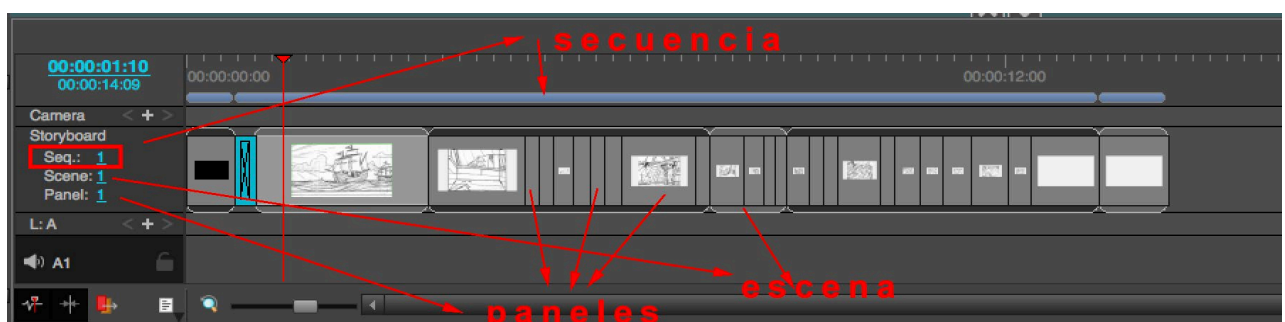 secuencia
00:00:01:10
00:00:14:09
00:00:00:00
00:00:12:00
Camera < + >
Storyboard
Seq.: 1
Scene: 1
Panel: 1
L: A < + >
A1
escena
paneles